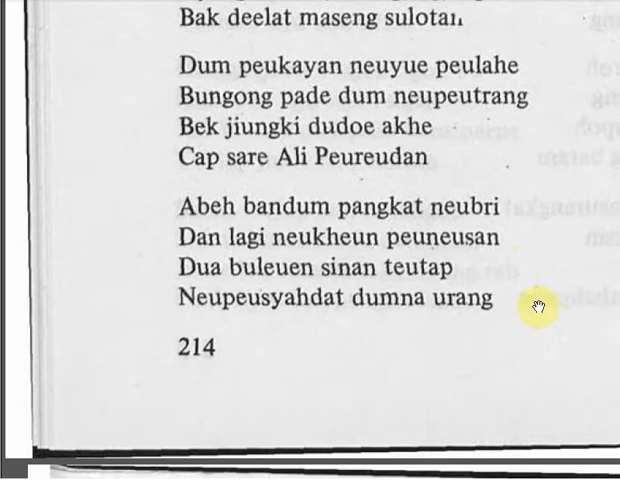 Bak deelat maseng sulotan
Dum peukayan neuyue peulahe
Bungong pade dum neupeutrang
Bek jiungki dudoe akhe
Cap sare Ali Peureudan
Abeh bandum pangkat neubri
Dan lagi neukheun peuneusan
Dua buleuen sinan teutap
Neupeusyahdat dumna urang
214